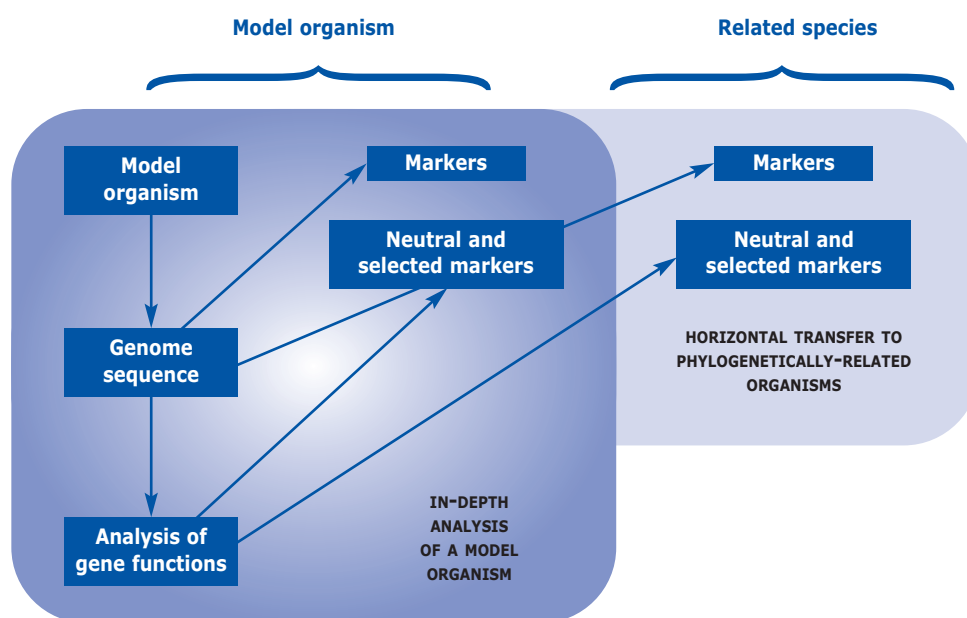 Model organism
Related species
Model
organism
Markers
Markers
Neutral and
selected markers
Neutral and
selected markers
Genome
sequence
HORIZONTAL TRANSFER TO
PHYLOGENETICALLY-RELATED
ORGANISMS
IN-DEPTH
ANALYSIS
OF A MODEL
ORGANISM
Analysis of
gene functions